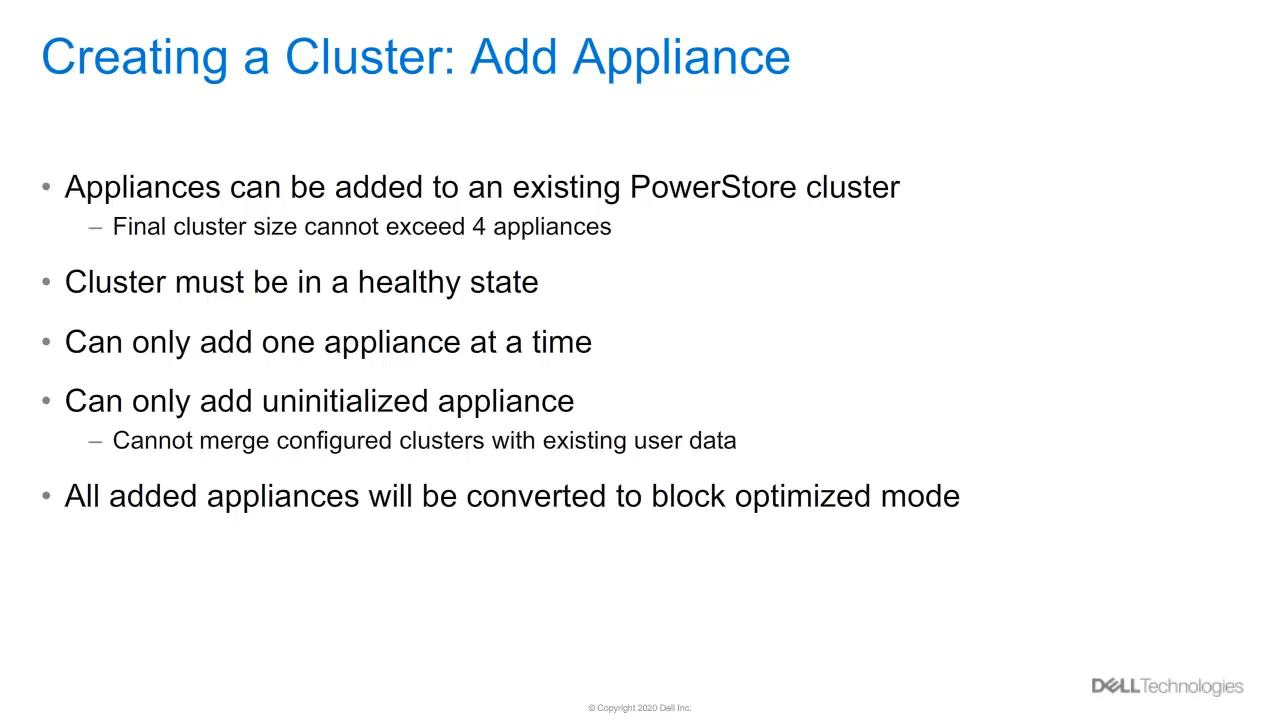 Creating a Cluster: Add Appliance
• Appliances can be added to an existing PowerStore cluster
– Final cluster size cannot exceed 4 appliances
• Cluster must be in a healthy state
• Can only add one appliance at a time
• Can only add uninitialized appliance
– Cannot merge configured clusters with existing user data
• All added appliances will be converted to block optimized mode
DELLTechnologies
© Copyright 2020 Dell Inc.